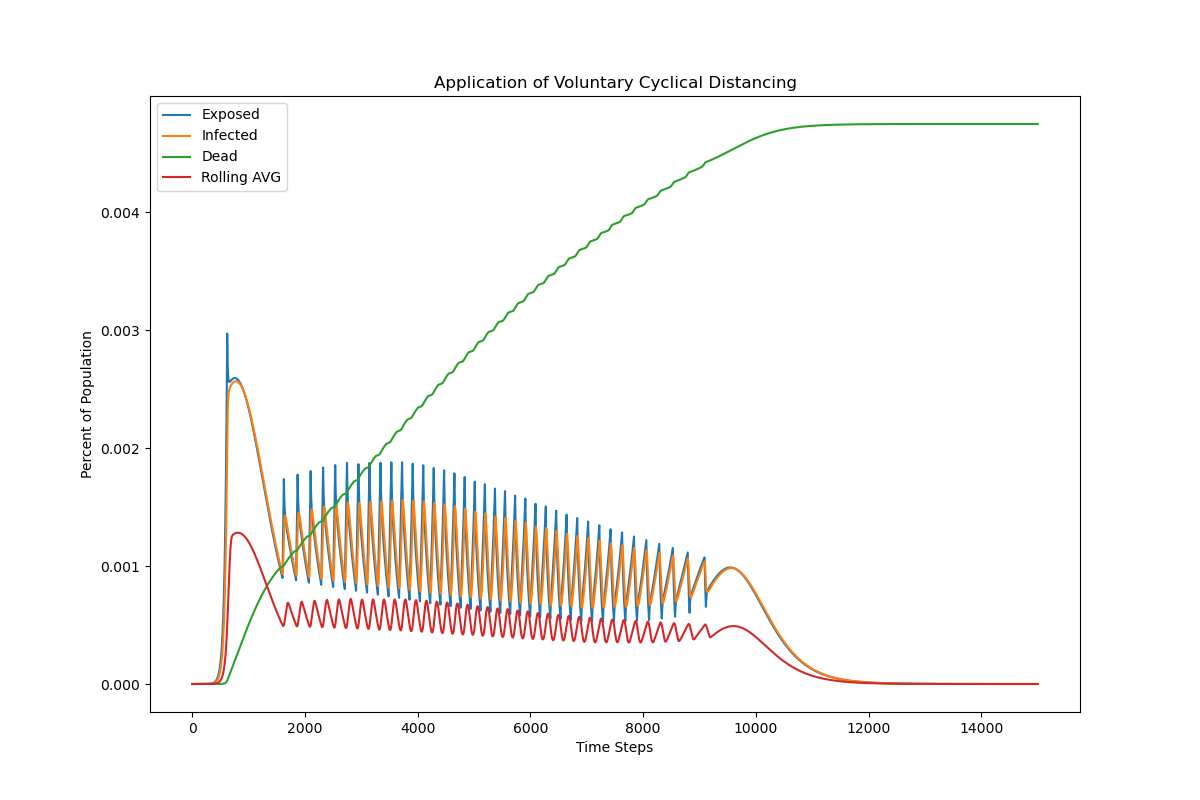 Application of Voluntary Cyclical Distancing
Exposed
Infected
Dead
Rolling AVG
Percent of Population
0.004
0.003
0.002
0.001
0.000
0 2000 4000 6000 8000 10000 12000 14000
Time Steps